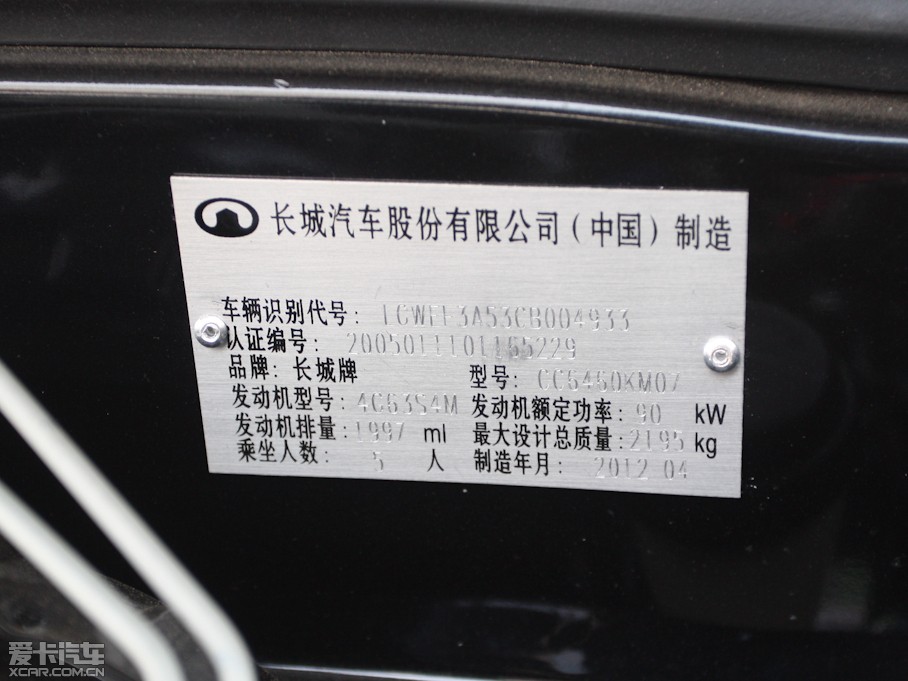 长城汽车股份有限公司（中国）制造
车辆识别代号: LGWFF3A53CB004933
认证编号: 2005011101165229
品牌: 长城牌 型号: CC6460KM07
发动机型号: 4G63S4M 发动机额定功率: 90 kW
发动机排量: 1997 ml 最大设计总质量: 2195 kg
乘坐人数: 5 人 制造年月: 2012 04
爱卡汽车
XCAR.COM.CN